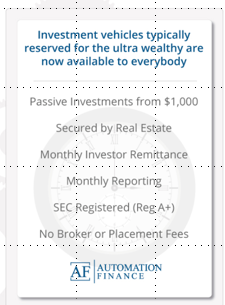 Investment vehicles typically
reserved for the ultra wealthy are
now available to everybody
Passive Investments from $1,000
Secured by Real Estate
Monthly Investor Remittance
Monthly Reporting
SEC Registered (Reg A+)
No Broker or Placement Fees
AF AUTOMATION
FINANCE